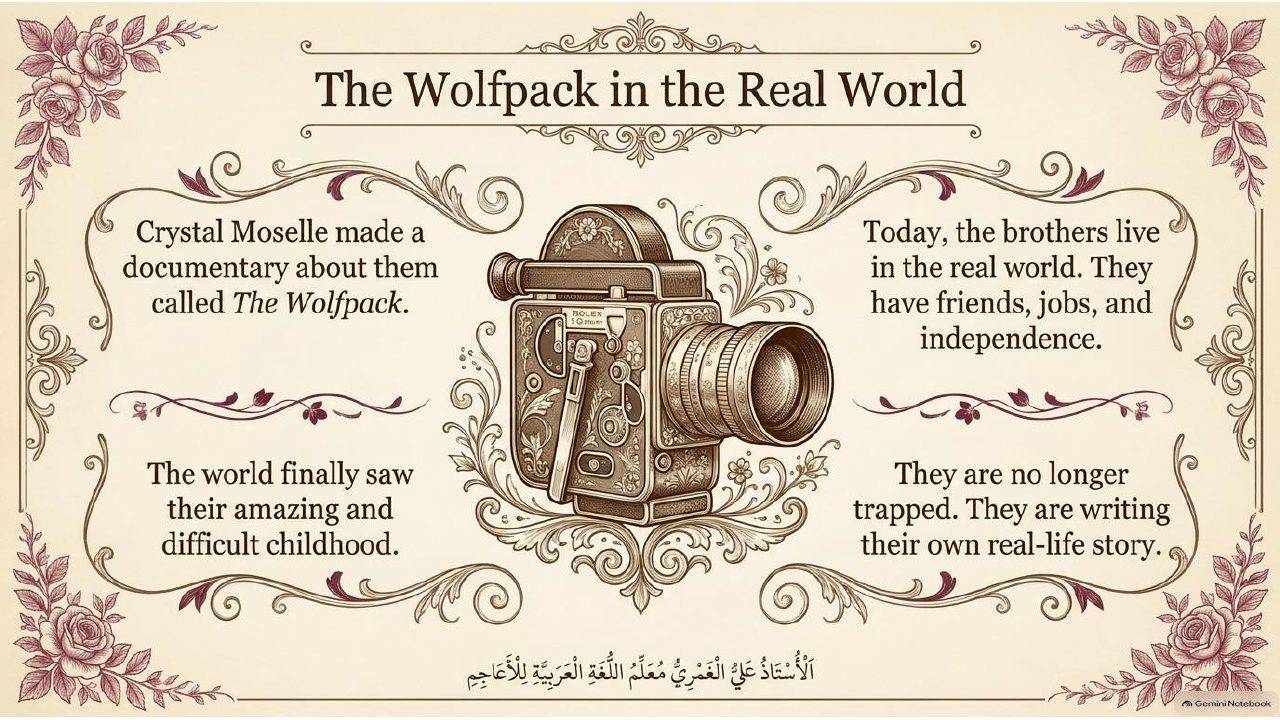 The Wolfpack in the Real World
Crystal Moselle made a
documentary about them
called The Wolfpack.
The world finally saw
their amazing and
difficult childhood.
BOLEX
Today, the brothers live
in the real world. They
have friends, jobs, and
independence.
They are no longer
trapped. They are writing
their own real-life story.
اَلْأُسْتَاذُ عَلِيُّ الْغَمْرِيُّ مُعَلِّمُ اللُّغَةِ الْعَرَبِيَّةِ لِلْأَعَاجِمِ
Gemini Notebook